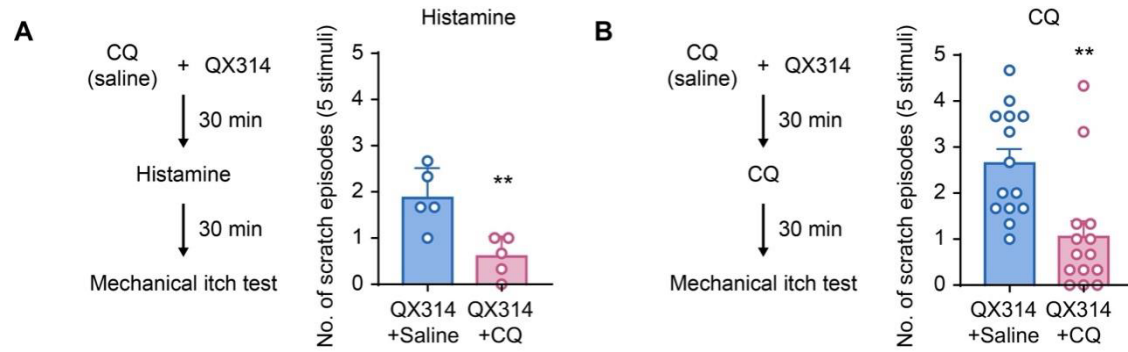 A
CQ
(saline)
+ QX314
30 min
Histamine
30 min
Mechanical itch test
Histamine
No. of scratch episodes (5 stimuli)
5
4
3
2
1
0
**
QX314
+Saline
QX314
+CQ
B
CQ
(saline)
+ QX314
30 min
CQ
30 min
Mechanical itch test
CQ
No. of scratch episodes (5 stimuli)
5
4
3
2
1
0
**
QX314
+Saline
QX314
+CQ